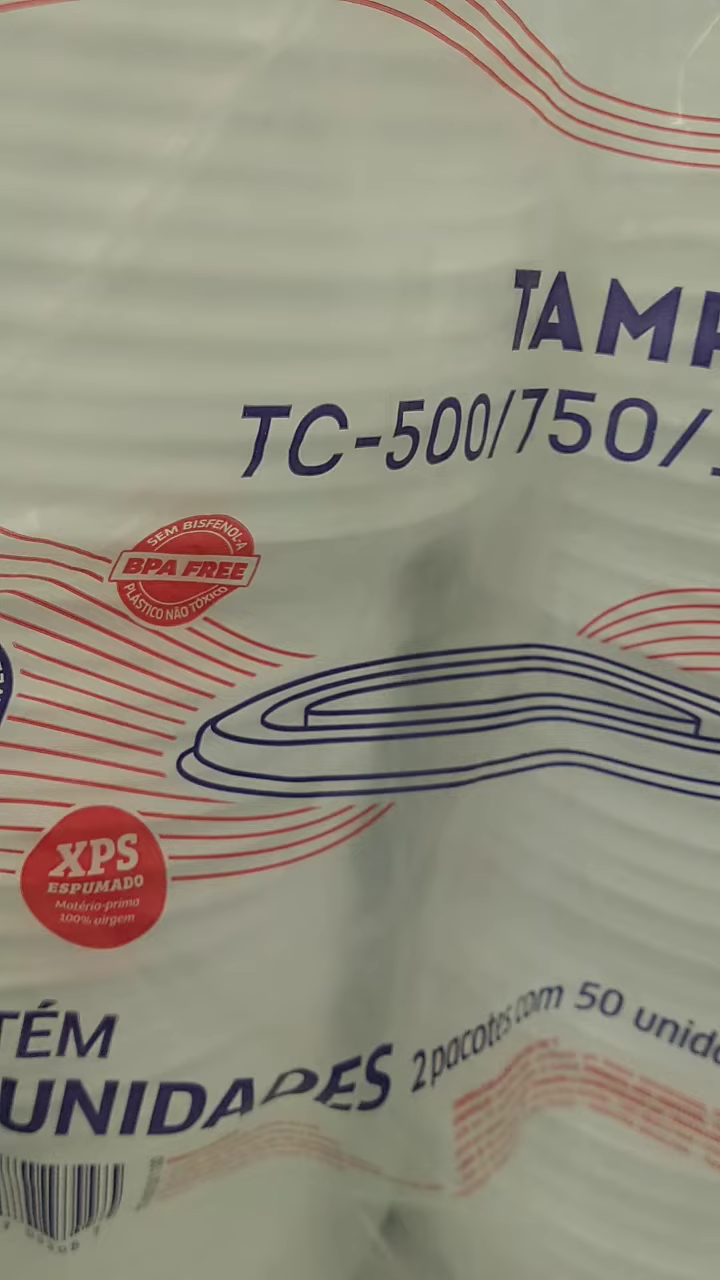 TAMP
TC-500/750/
SEM BISFENOL-A
BPA FREE
PLÁSTICO NÃO TÓXICO
XPS
ESPUMADO
Matéria-prima
100% virgem
TÉM
UNIDADES 2 pacotes com 50 unida